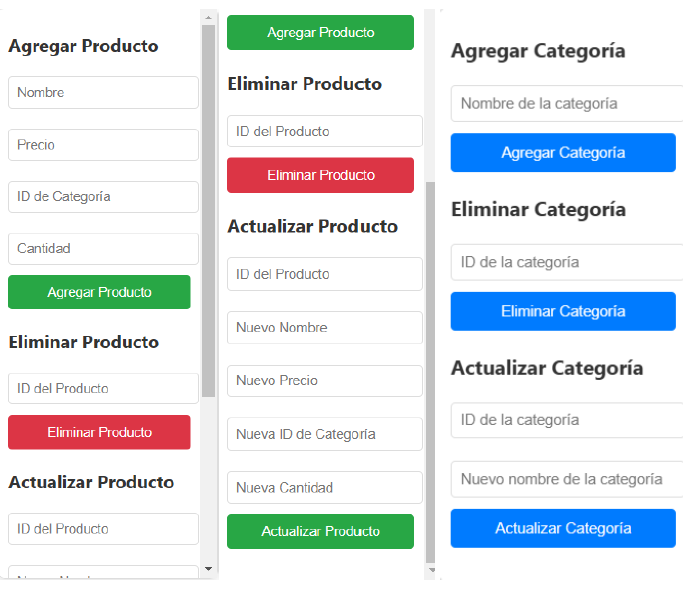 Agregar Producto
Nombre
Precio
ID de Categoría
Cantidad
Agregar Producto
Eliminar Producto
ID del Producto
Eliminar Producto
Actualizar Producto
ID del Producto
Agregar Producto
Eliminar Producto
ID del Producto
Eliminar Producto
Actualizar Producto
ID del Producto
Nuevo Nombre
Nuevo Precio
Nueva ID de Categoría
Nueva Cantidad
Actualizar Producto
Agregar Categoría
Nombre de la categoría
Agregar Categoría
Eliminar Categoría
ID de la categoría
Eliminar Categoría
Actualizar Categoría
ID de la categoría
Nuevo nombre de la categoría
Actualizar Categoría